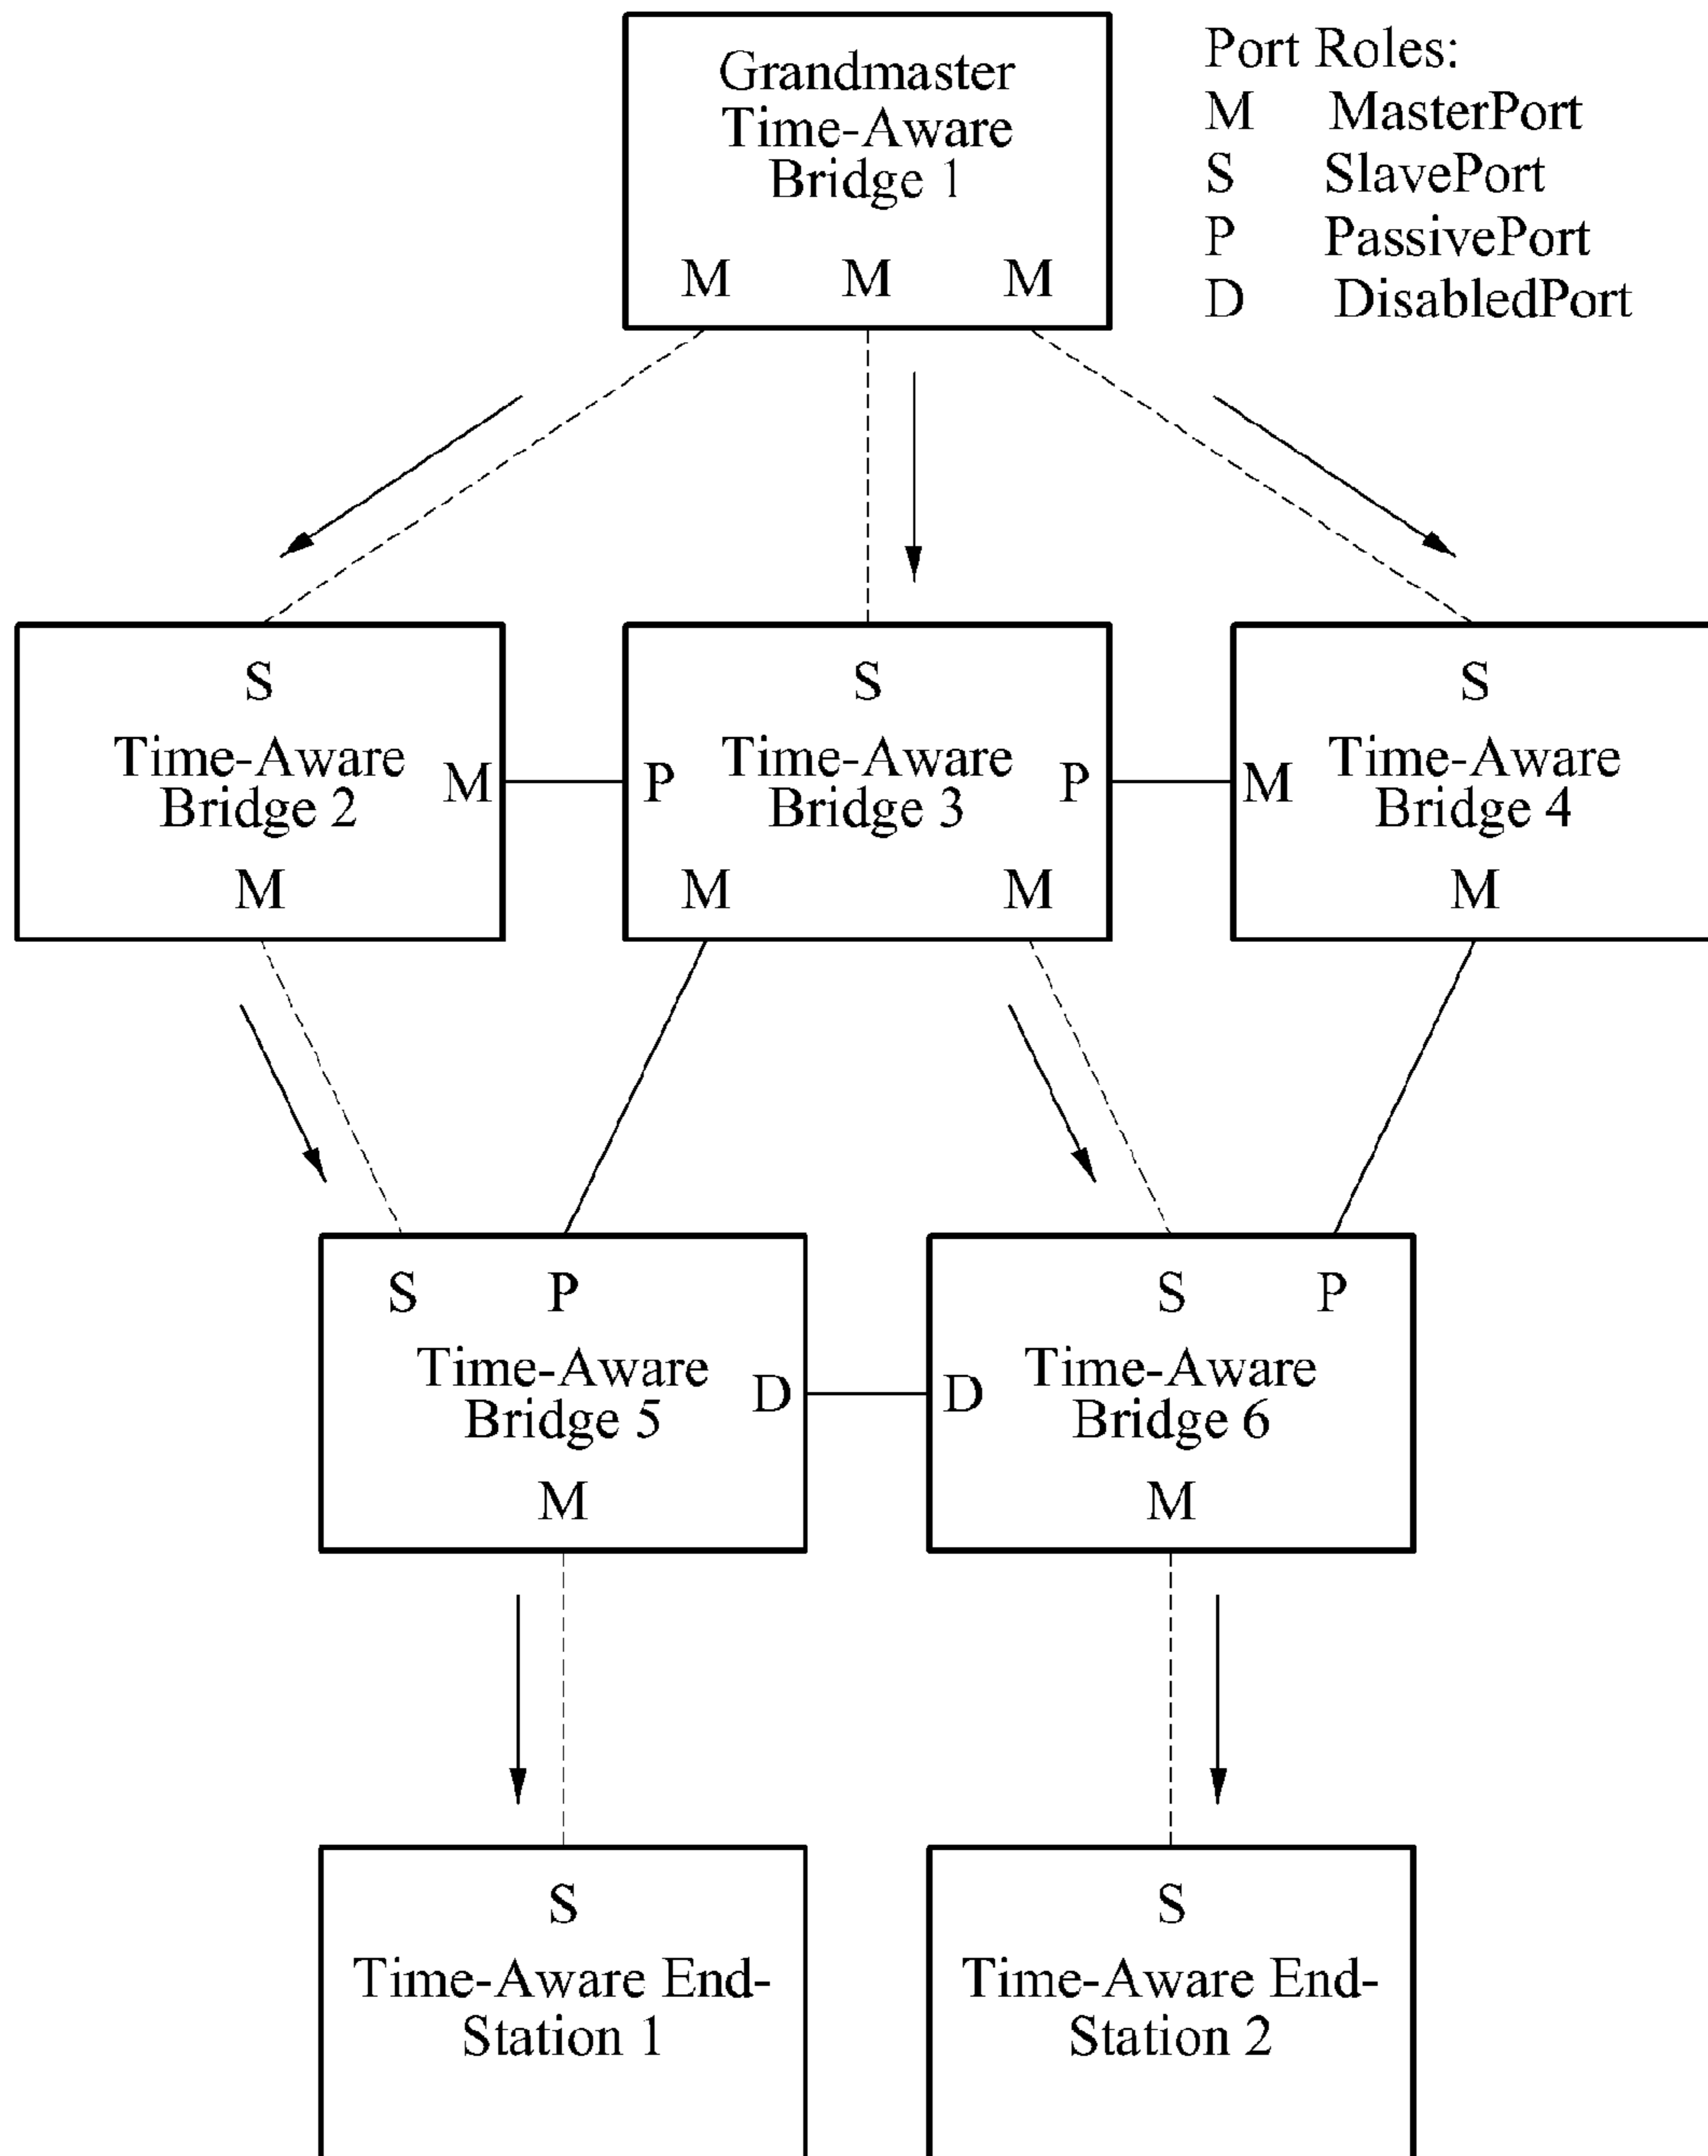 Grandmaster
Time-Aware
Bridge 1
M M M
Port Roles:
M MasterPort
S SlavePort
P PassivePort
D DisabledPort
S
Time-Aware
Bridge 2
M
M
S
P
Time-Aware
Bridge 3
P
M M
S
M
Time-Aware
Bridge 4
M
S P
Time-Aware
Bridge 5
D
M
S P
D
Time-Aware
Bridge 6
M
S
Time-Aware End-
Station 1
S
Time-Aware End-
Station 2